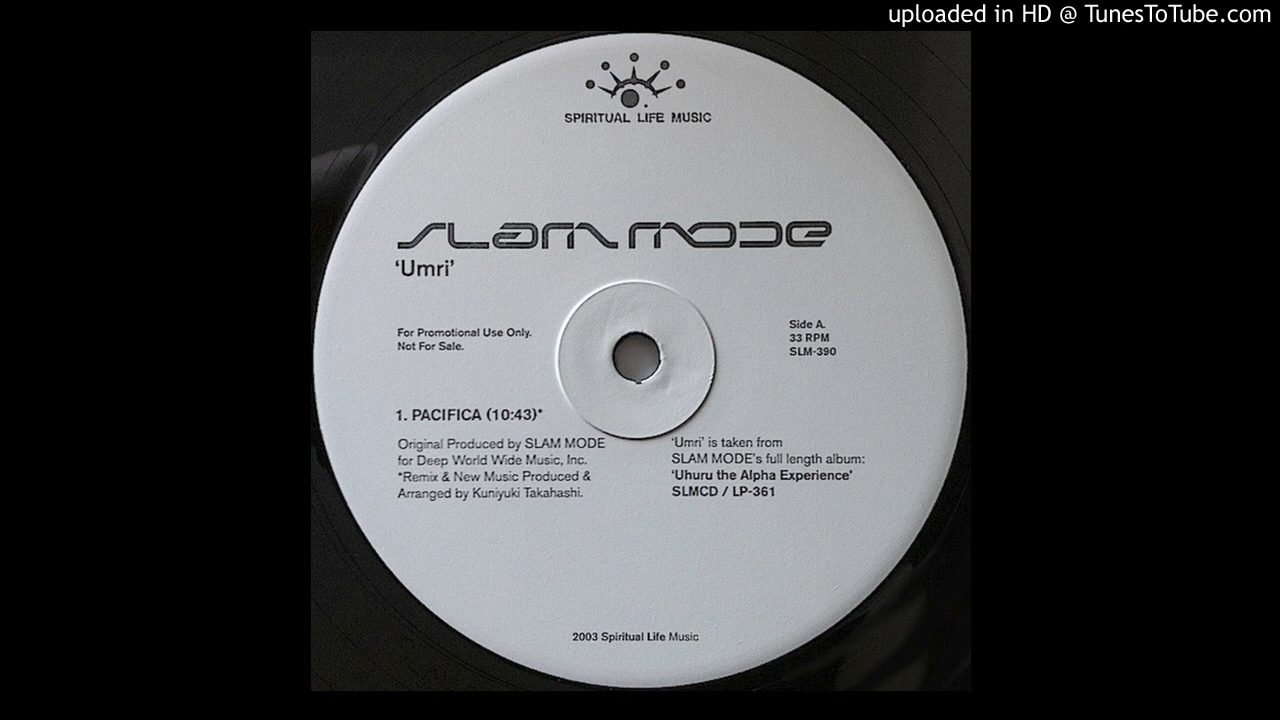 uploaded in HD @ TunesToTube.com
SPIRITUAL LIFE MUSIC
SLAM MODE
‘Umri’
For Promotional Use Only.
Not For Sale.
Side A.
33 RPM
SLM-390
1. PACIFICA (10:43)*
Original Produced by SLAM MODE
for Deep World Wide Music, Inc.
*Remix & New Music Produced &
Arranged by Kuniyuki Takahashi.
‘Umri’ is taken from
SLAM MODE's full length album:
‘Uhuru the Alpha Experience’
SLMCD / LP-361
2003 Spiritual Life Music